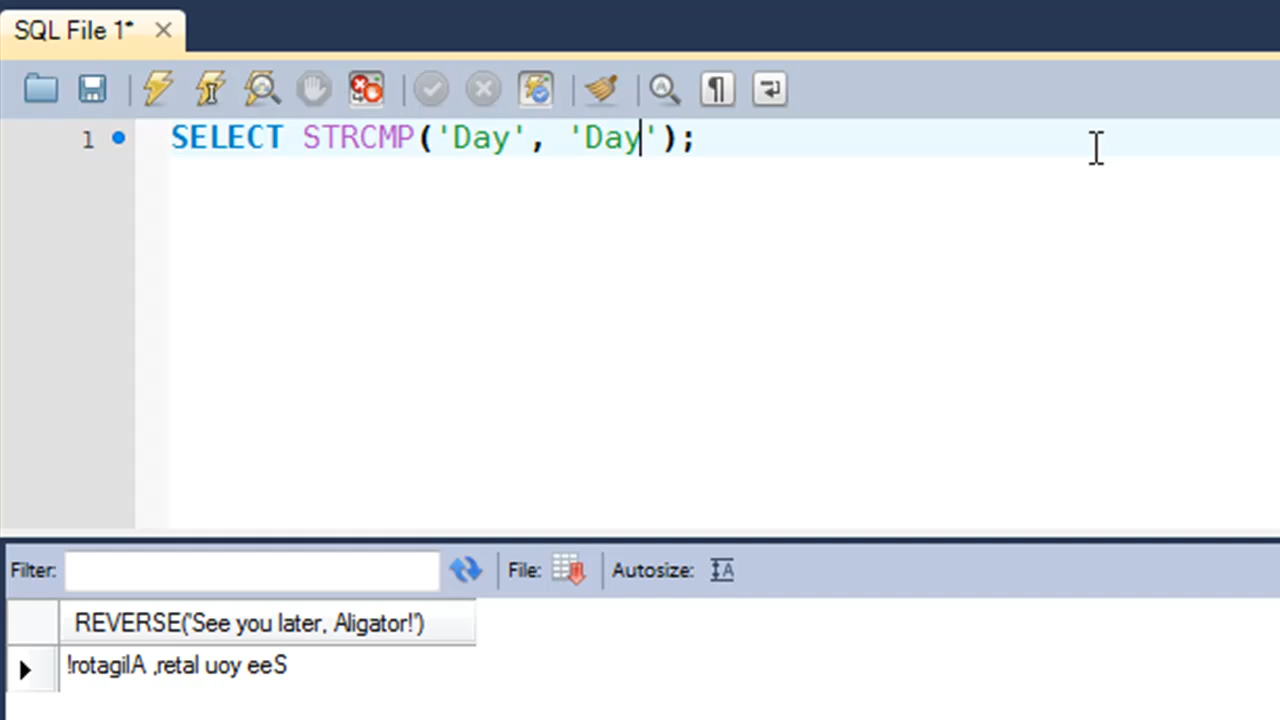 SQL File 1*
1 SELECT STRCMP('Day', 'Day');
Filter: File: Autosize:
REVERSE('See you later, Aligator!')
!rotagilA ,retal uoy eeS